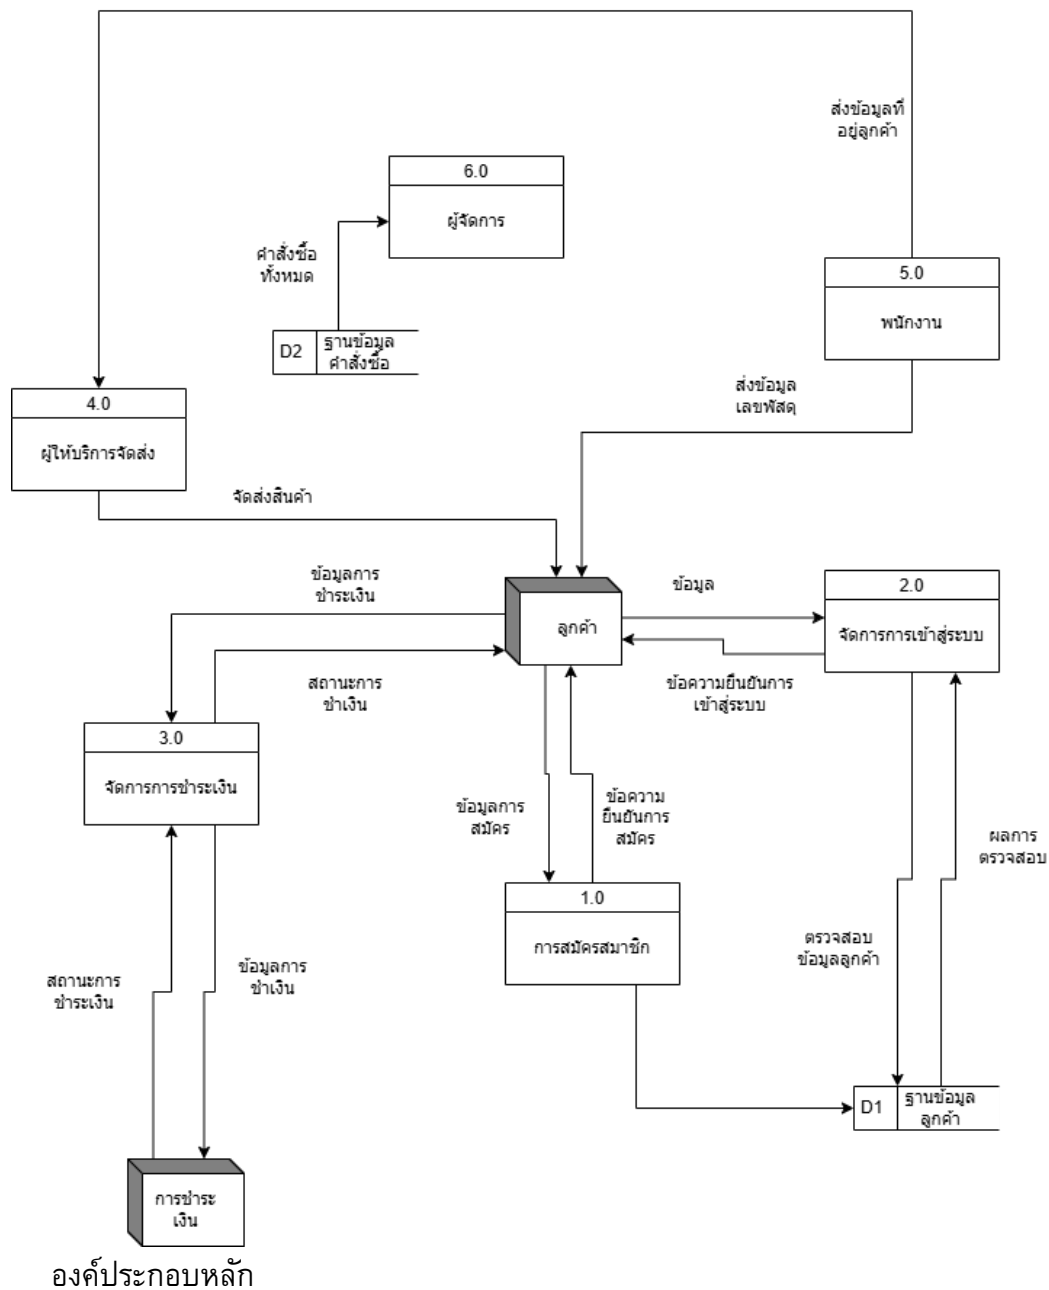 ส่งข้อมูลที่
อยู่ลูกค้า
6.0
ผู้จัดการ
คำสั่งซื้อ
ทั้งหมด
5.0
พนักงาน
D2
ฐานข้อมูล
คำสั่งซื้อ
ส่งข้อมูล
เลขพัสดุ
4.0
ผู้ให้บริการจัดส่ง
จัดส่งสินค้า
ข้อมูลการ
ชำระเงิน
ลูกค้า
ข้อมูล
2.0
จัดการการเข้าสู่ระบบ
สถานะการ
ชำเงิน
ข้อความยืนยันการ
เข้าสู่ระบบ
3.0
จัดการการชำระเงิน
ข้อมูลการ
สมัคร
ข้อความ
ยืนยันการ
สมัคร
ผลการ
ตรวจสอบ
1.0
การสมัครสมาชิก
ตรวจสอบ
ข้อมูลลูกค้า
สถานะการ
ชำระเงิน
ข้อมูลการ
ชำเงิน
D1
ฐานข้อมูล
ลูกค้า
การชำระ
เงิน
องค์ประกอบหลัก